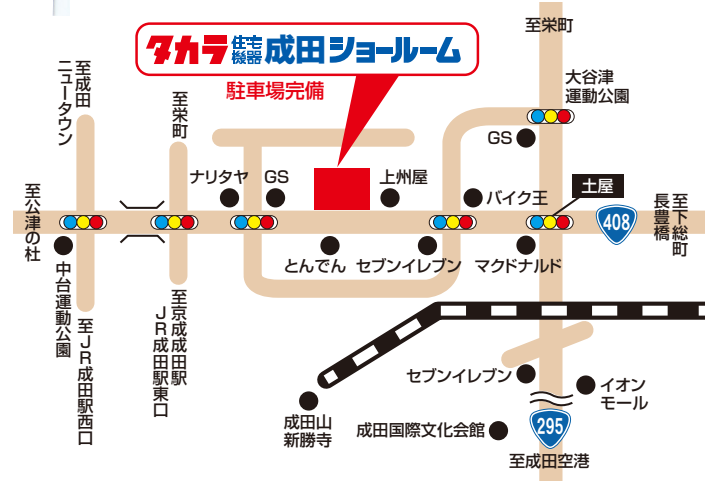 至栄町
タカラ住宅機器成田ショールーム
駐車場完備
大谷津
運動公園
至成田
ニュータウン
至栄町
GS
ナリタヤ
GS
上州屋
バイク王
土屋
至公津の杜
408
至下総町
長豊橋
とんでん
セブンイレブン
マクドナルド
中台運動公園
至JR成田駅西口
至京成成田駅
JR成田駅東口
セブンイレブン
イオン
モール
成田山
新勝寺
成田国際文化会館
295
至成田空港